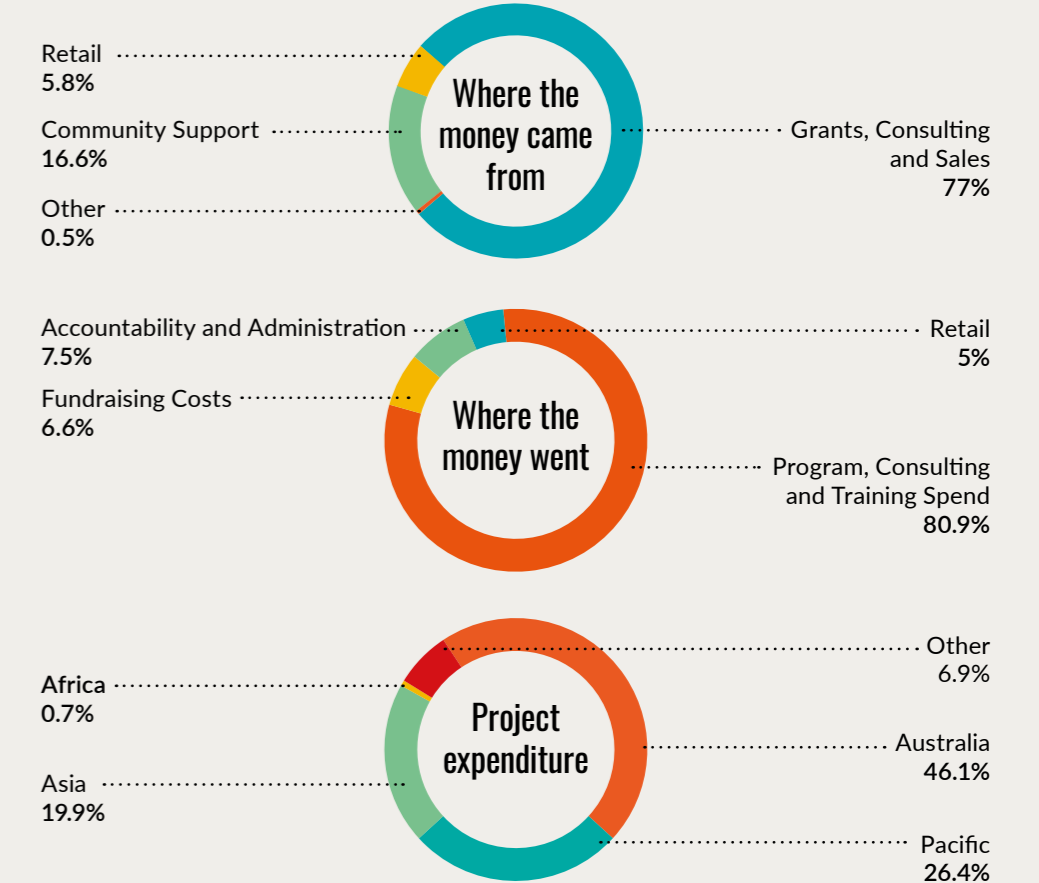 Retail
5.8%
Community Support
16.6%
Other
0.5%
Where the
money came
from
Grants, Consulting
and Sales
77%
Accountability and Administration
7.5%
Fundraising Costs
6.6%
Where the
money went
Retail
5%
Program, Consulting
and Training Spend
80.9%
Africa
0.7%
Asia
19.9%
Project
expenditure
Other
6.9%
Australia
46.1%
Pacific
26.4%